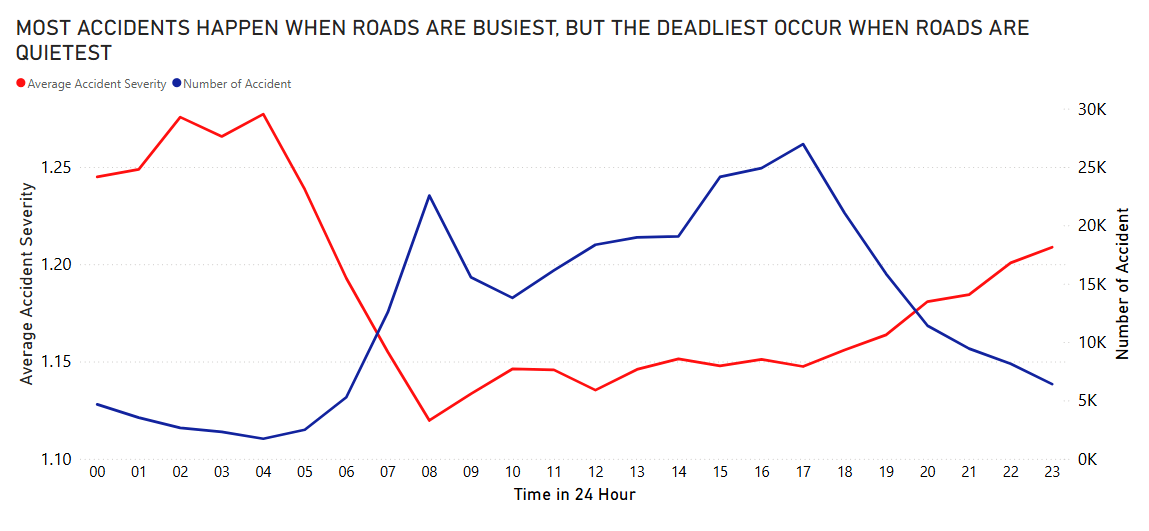 MOST ACCIDENTS HAPPEN WHEN ROADS ARE BUSIEST, BUT THE DEADLIEST OCCUR WHEN ROADS ARE
QUIETEST
Average Accident Severity Number of Accident
Average Accident Severity
1.25
1.20
1.15
1.10
30K
25K
20K
15K
10K
5K
0K
Number of Accident
00 01 02 03 04 05 06 07 08 09 10 11 12 13 14 15 16 17 18 19 20 21 22 23
Time in 24 Hour